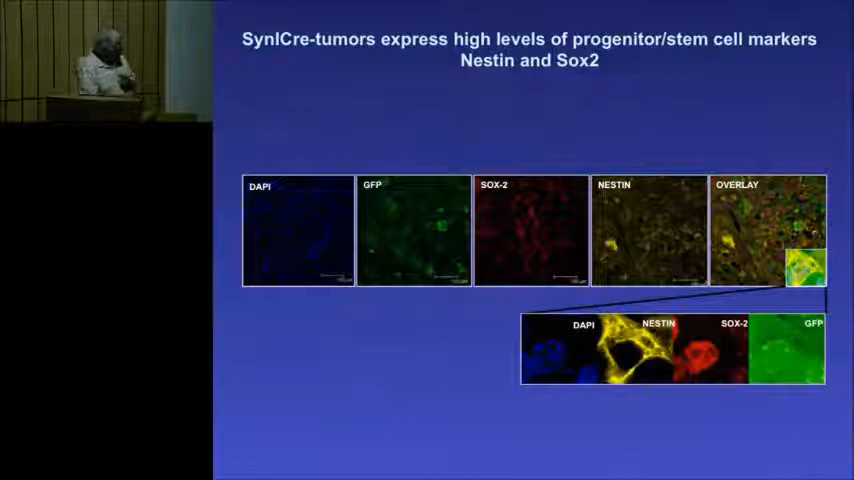 SynICre-tumors express high levels of progenitor/stem cell markers
Nestin and Sox2
DAPI
GFP
SOX-2
NESTIN
OVERLAY
DAPI
NESTIN
SOX-2
GFP